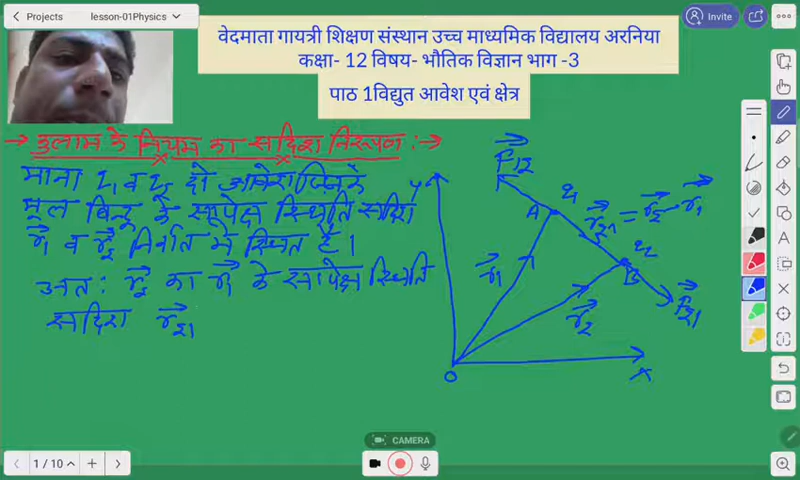 Projects
lesson-01Physics
Invite
वेदमाता गायत्री शिक्षण संस्थान उच्च माध्यमिक विद्यालय अरनिया
कक्षा- 12 विषय- भौतिक विज्ञान भाग -3
पाठ 1विद्युत आवेश एवं क्षेत्र
→ कुलाम के नियम का सदिश निरूपण :→
माना q₁ व q₂ दो आवेश जिनके
मूल बिन्दु के सापेक्ष स्थिति सदिश
r⃗₁ व r⃗₂ निर्वात में स्थित है।
अत: r⃗₂ का r⃗₁ के सापेक्ष स्थिति
सदिश r⃗₂₁
F⃗₁₂
y
A
q₁
r⃗₂₁ = r⃗₂ - r⃗₁
q₂
B
r⃗₁
r⃗₂
F⃗₂₁
O
X
CAMERA
1 / 10